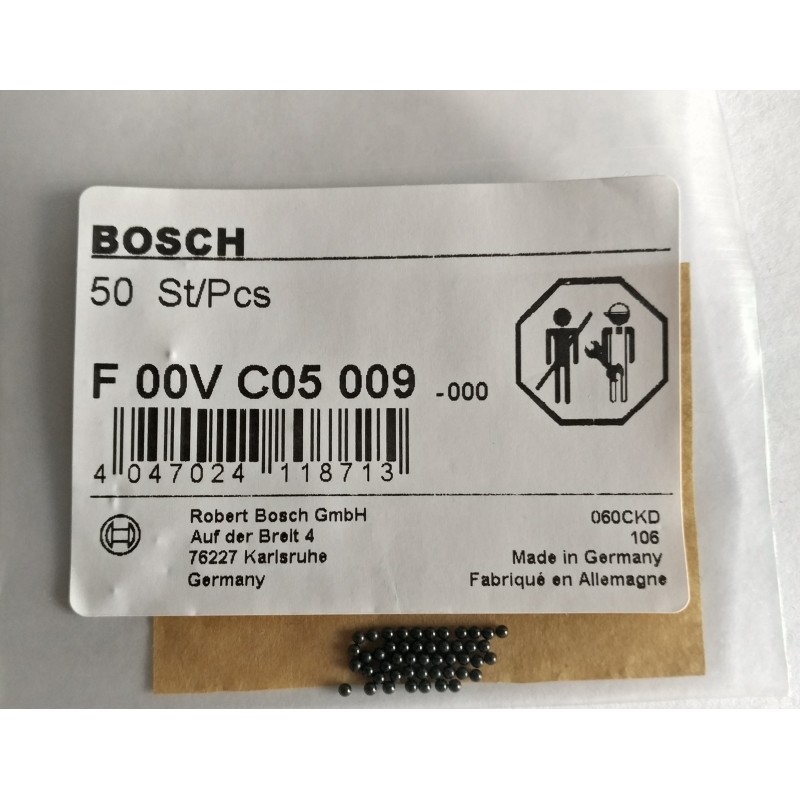 BOSCH
50 St/Pcs
F 00V C05 009 -000
4 047024 118713
Robert Bosch GmbH
Auf der Breit 4
76227 Karlsruhe
Germany
060CKD
106
Made in Germany
Fabriqué en Allemagne